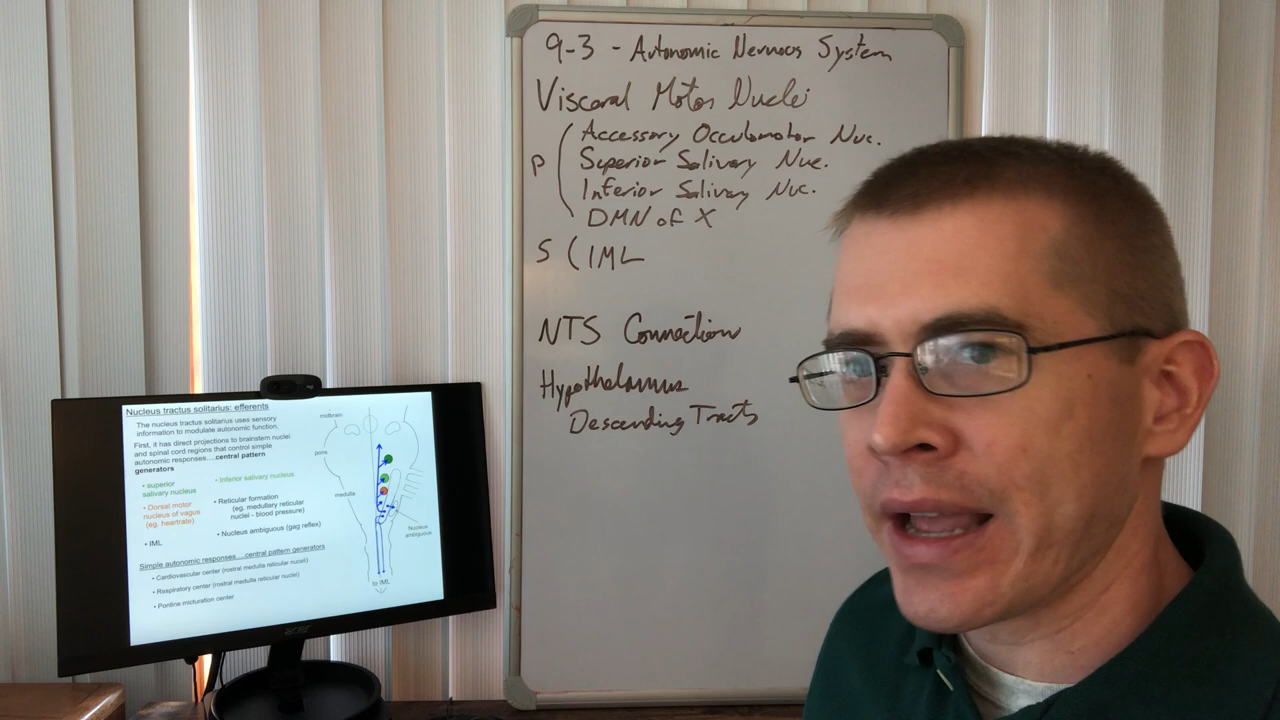 9-3 - Autonomic Nervous System
Visceral Motor Nuclei
Accessory Occulomotor Nuc.
P
Superior Salivary Nuc.
Inferior Salivary Nuc.
DMN of X
S ( IML
NTS Connection
Hypothalamus
Descending Tracts
Nucleus tractus solitarius: efferents
The nucleus tractus solitarius uses sensory
information to modulate autonomic function.
First, it has direct projections to brainstem nuclei
and spinal cord regions that control simple
autonomic responses....central pattern
generators
• superior
salivary nucleus
• Dorsal motor
nucleus of vagus
(eg. heartrate)
• IML
• Inferior salivary nucleus
• Reticular formation
(eg. medullary reticular
nuclei - blood pressure)
• Nucleus ambiguous (gag reflex)
Simple autonomic responses....central pattern generators
• Cardiovascular center (rostral medulla reticular nuclei)
• Respiratory center (rostral medulla reticular nuclei)
• Pontine micturation center
midbrain
pons
medulla
Nucleus
ambiguous
to IML
acer